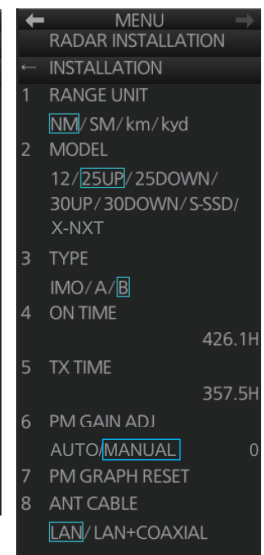 ← MENU →
RADAR INSTALLATION
← INSTALLATION
1 RANGE UNIT
NM/SM/km/kyd
2 MODEL
12/25UP/25DOWN/
30UP/30DOWN/S-SSD/
X-NXT
3 TYPE
IMO/A/B
4 ON TIME
426.1H
5 TX TIME
357.5H
6 PM GAIN ADJ
AUTO/MANUAL 0
7 PM GRAPH RESET
8 ANT CABLE
LAN/LAN+COAXIAL